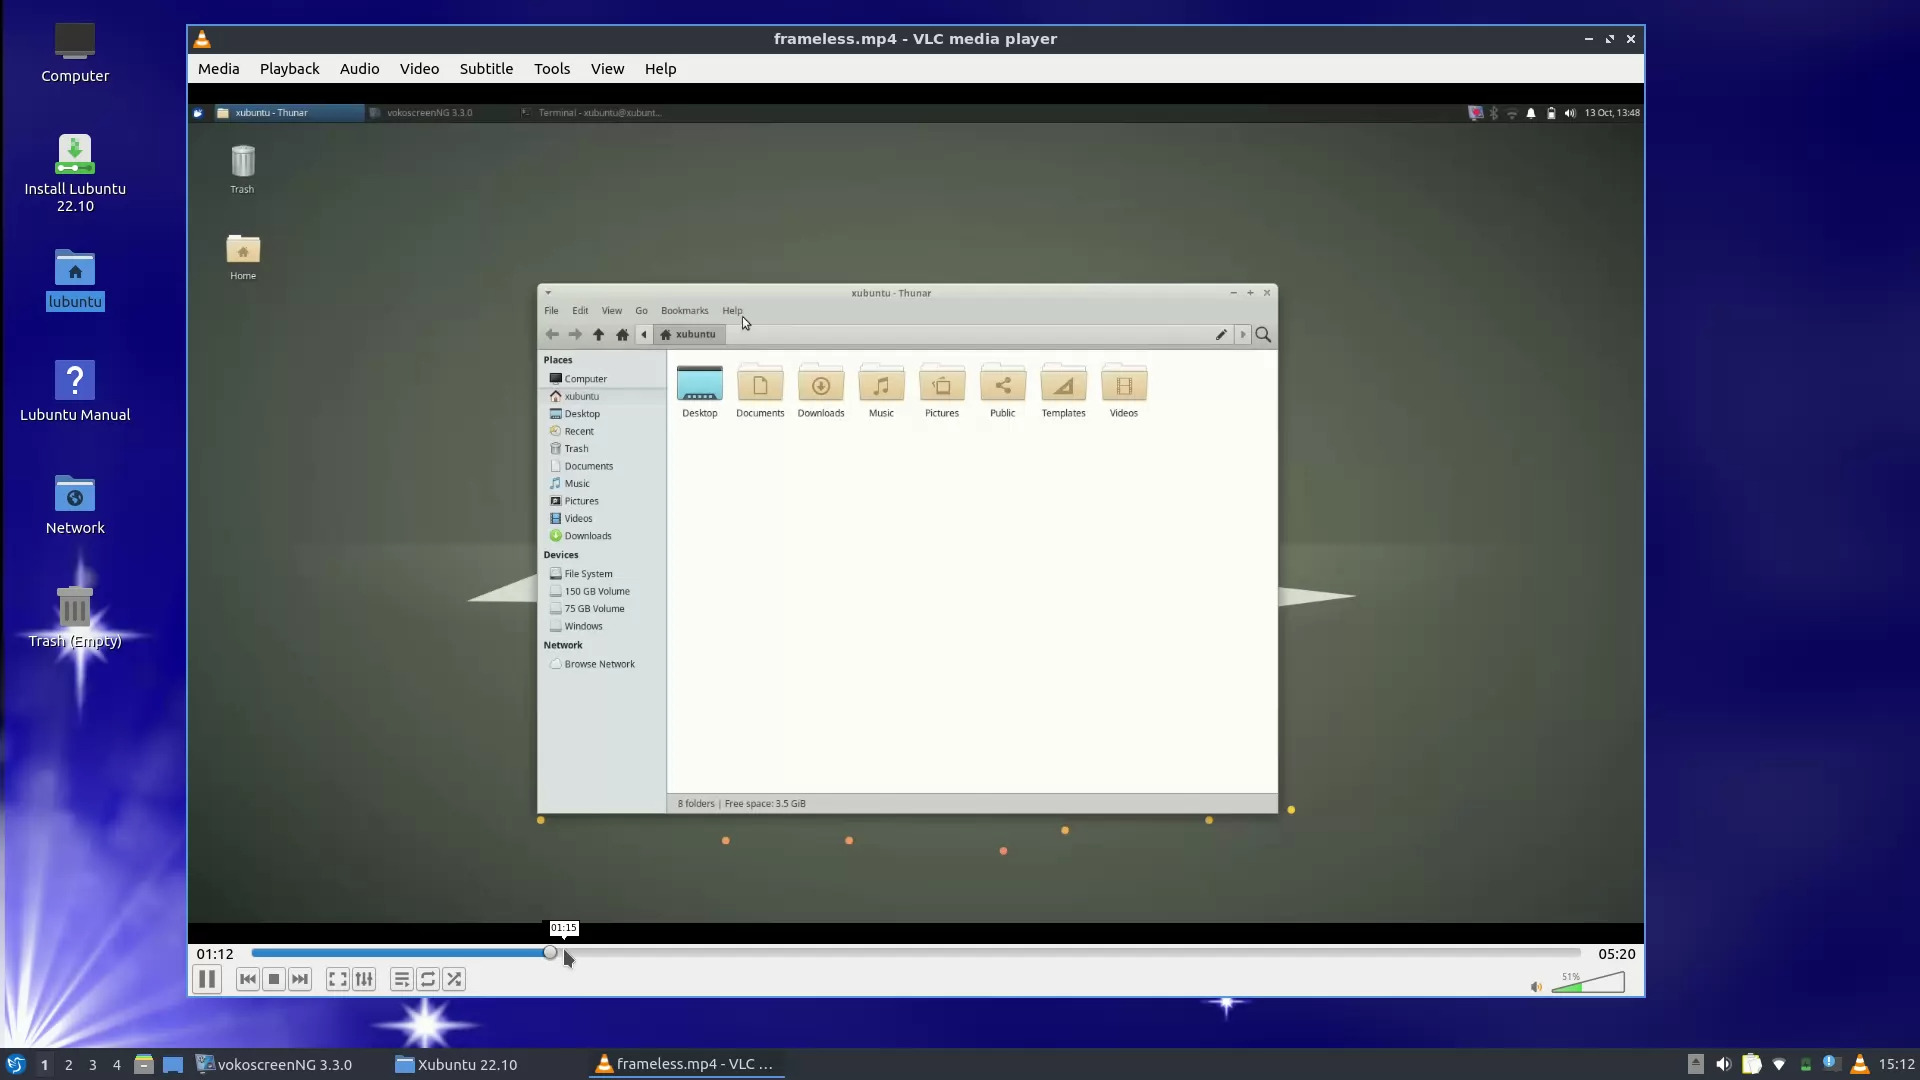 Computer
Install Lubuntu
22.10
lubuntu
Lubuntu Manual
Network
Trash (Empty)
frameless.mp4 - VLC media player
Media Playback Audio Video Subtitle Tools View Help
xubuntu - Thunar vokoscreenNG 3.3.0 Terminal - xubuntu@xubunt... 13 Oct, 13:48
Trash
Home
xubuntu - Thunar
File Edit View Go Bookmarks Help
xubuntu
Places
Computer
xubuntu
Desktop
Recent
Trash
Documents
Music
Pictures
Videos
Downloads
Devices
File System
150 GB Volume
75 GB Volume
Windows
Network
Browse Network
Desktop Documents Downloads Music Pictures Public Templates Videos
8 folders | Free space: 3.5 GiB
01:15
01:12 05:20
51%
1 2 3 4 vokoscreenNG 3.3.0 Xubuntu 22.10 frameless.mp4 - VLC ... 15:12